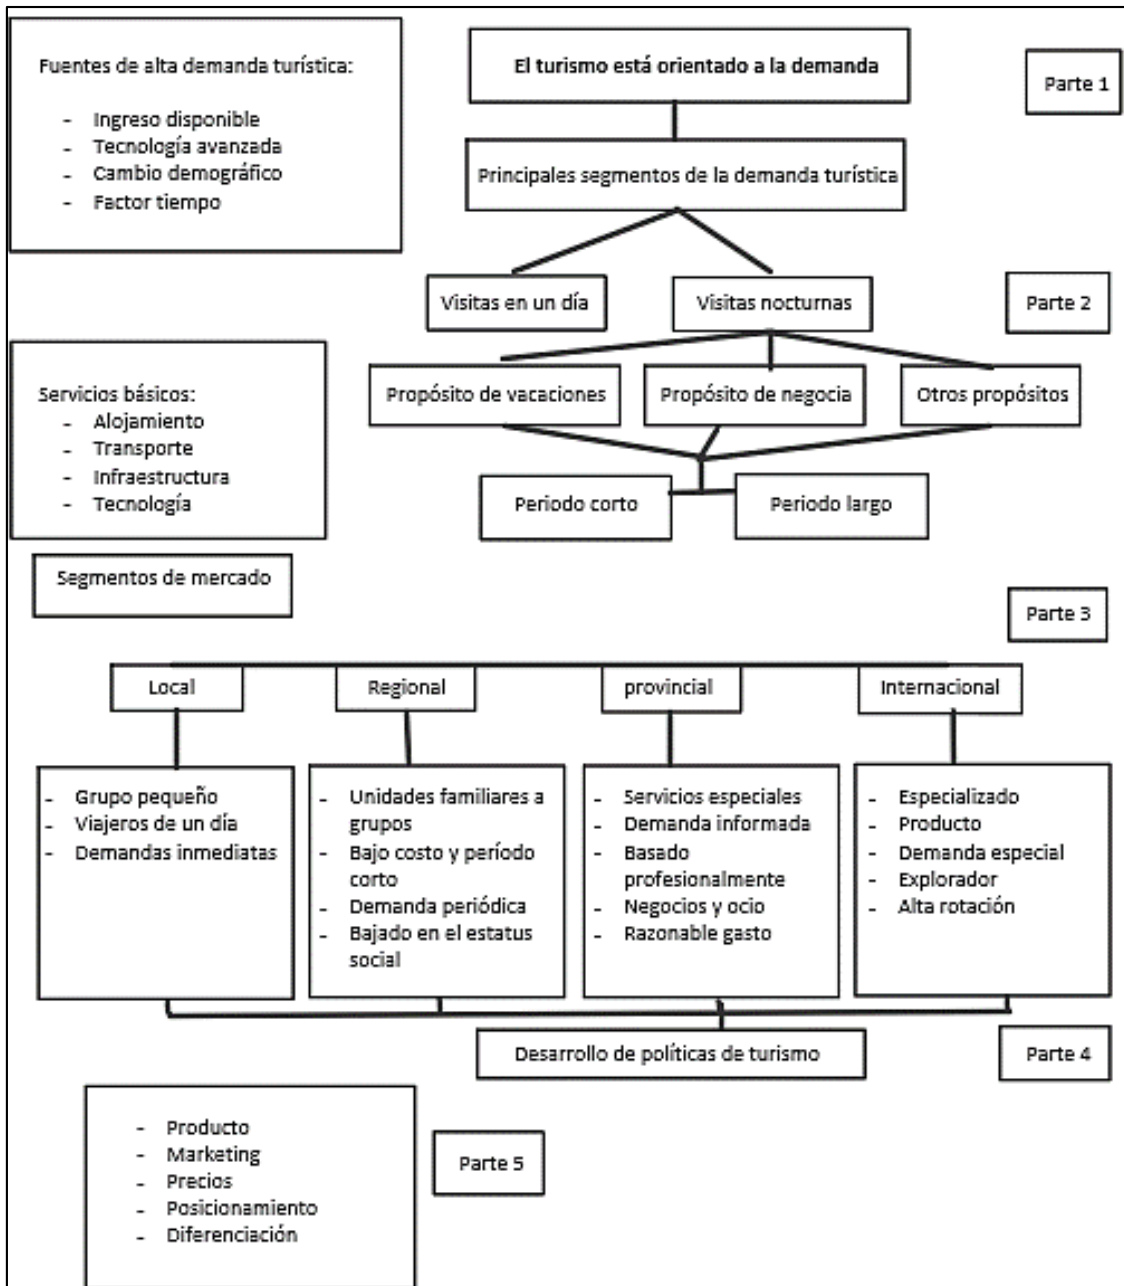 Fuentes de alta demanda turística:
- Ingreso disponible
- Tecnología avanzada
- Cambio demográfico
- Factor tiempo
El turismo está orientado a la demanda
Parte 1
Principales segmentos de la demanda turística
Visitas en un día
Visitas nocturnas
Parte 2
Servicios básicos:
- Alojamiento
- Transporte
- Infraestructura
- Tecnología
Propósito de vacaciones
Propósito de negocia
Otros propósitos
Periodo corto
Periodo largo
Segmentos de mercado
Parte 3
Local
Regional
provincial
Internacional
- Grupo pequeño
- Viajeros de un día
- Demandas inmediatas
- Unidades familiares a
grupos
- Bajo costo y período
corto
- Demanda periódica
- Bajado en el estatus
social
- Servicios especiales
- Demanda informada
- Basado
profesionalmente
- Negocios y ocio
- Razonable gasto
- Especializado
- Producto
- Demanda especial
- Explorador
- Alta rotación
Desarrollo de políticas de turismo
Parte 4
- Producto
- Marketing
- Precios
- Posicionamiento
- Diferenciación
Parte 5